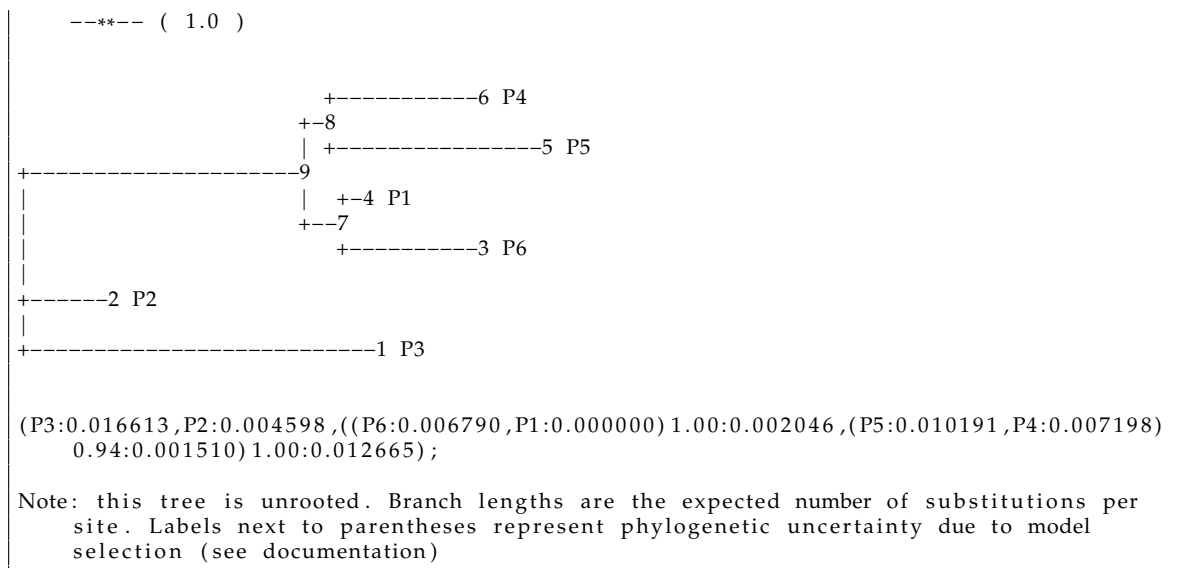 --**-- ( 1.0 )
+-----------6 P4
+-8
| +----------------5 P5
+---------------------9
| | +-4 P1
| +--7
| +----------3 P6
|
+------2 P2
|
+---------------------------1 P3
(P3:0.016613,P2:0.004598,((P6:0.006790,P1:0.000000)1.00:0.002046,(P5:0.010191,P4:0.007198)
0.94:0.001510)1.00:0.012665);
Note: this tree is unrooted. Branch lengths are the expected number of substitutions per
site. Labels next to parentheses represent phylogenetic uncertainty due to model
selection (see documentation)